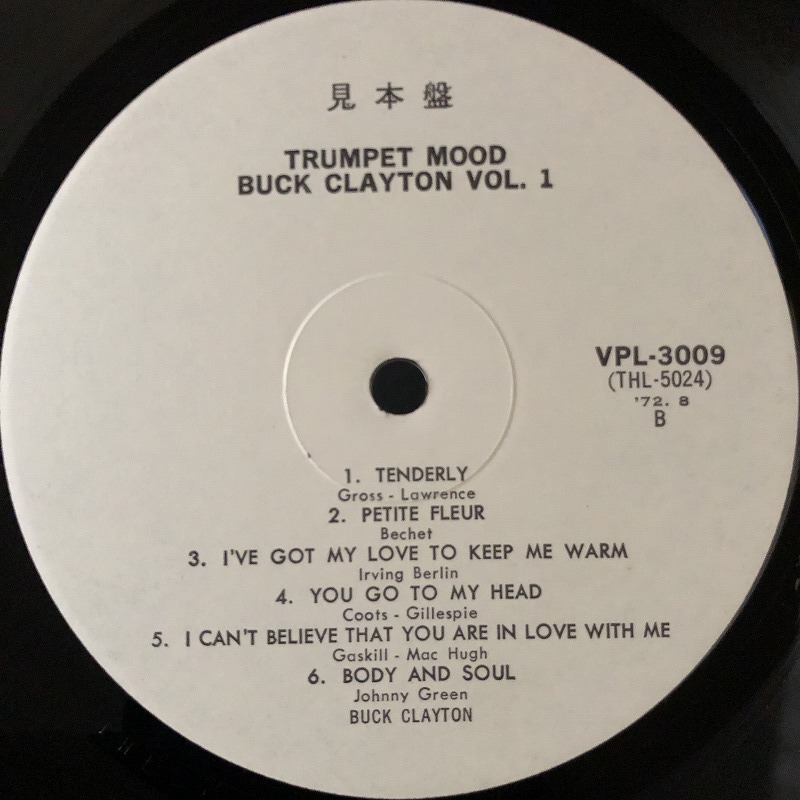 見本盤
TRUMPET MOOD
BUCK CLAYTON VOL. 1
VPL-3009
(THL-5024)
'72. 8
B
1. TENDERLY
Gross - Lawrence
2. PETITE FLEUR
Bechet
3. I'VE GOT MY LOVE TO KEEP ME WARM
Irving Berlin
4. YOU GO TO MY HEAD
Coots - Gillespie
5. I CAN'T BELIEVE THAT YOU ARE IN LOVE WITH ME
Gaskill - Mac Hugh
6. BODY AND SOUL
Johnny Green
BUCK CLAYTON